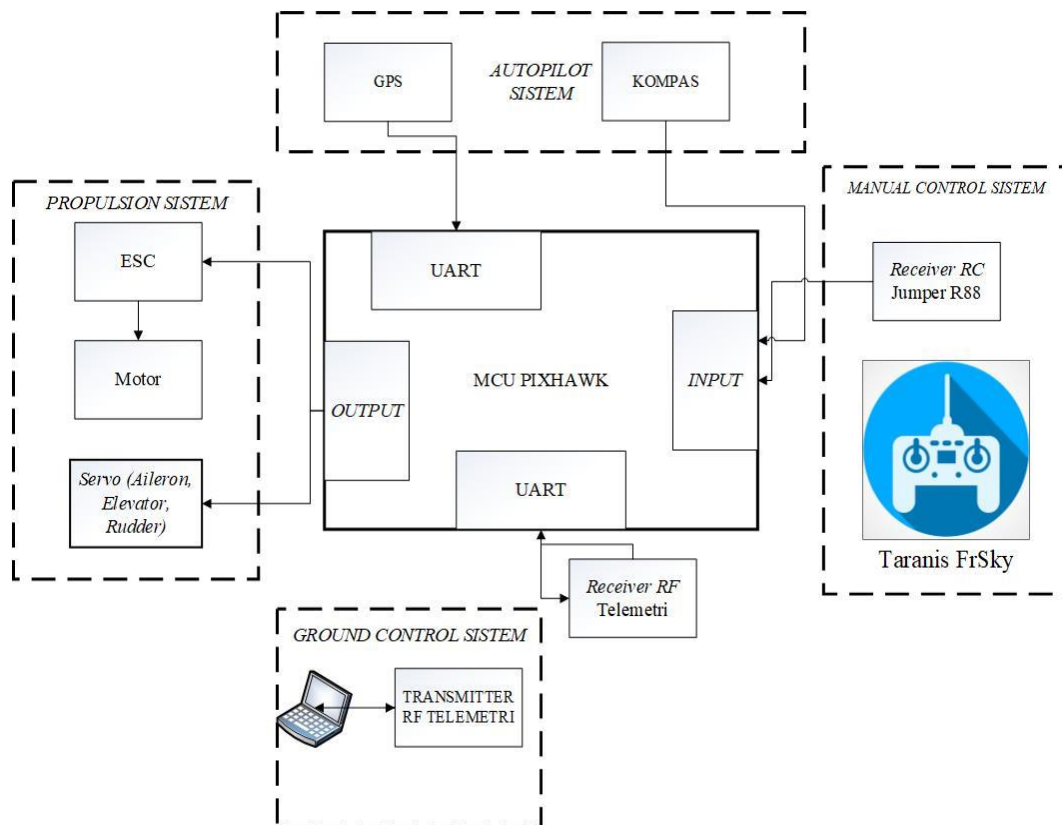 GPS
AUTOPILOT
SISTEM
KOMPAS
PROPULSION SISTEM
ESC
Motor
Servo (Aileron,
Elevator,
Rudder)
UART
OUTPUT
MCU PIXHAWK
INPUT
UART
MANUAL CONTROL SISTEM
Receiver RC
Jumper R88
Taranis FrSky
Receiver RF
Telemetri
GROUND CONTROL SISTEM
TRANSMITTER
RF TELEMETRI